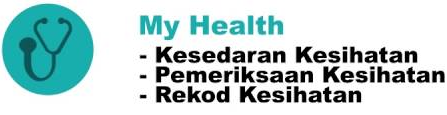 My Health
- Kesedaran Kesihatan
- Pemeriksaan Kesihatan
- Rekod Kesihatan